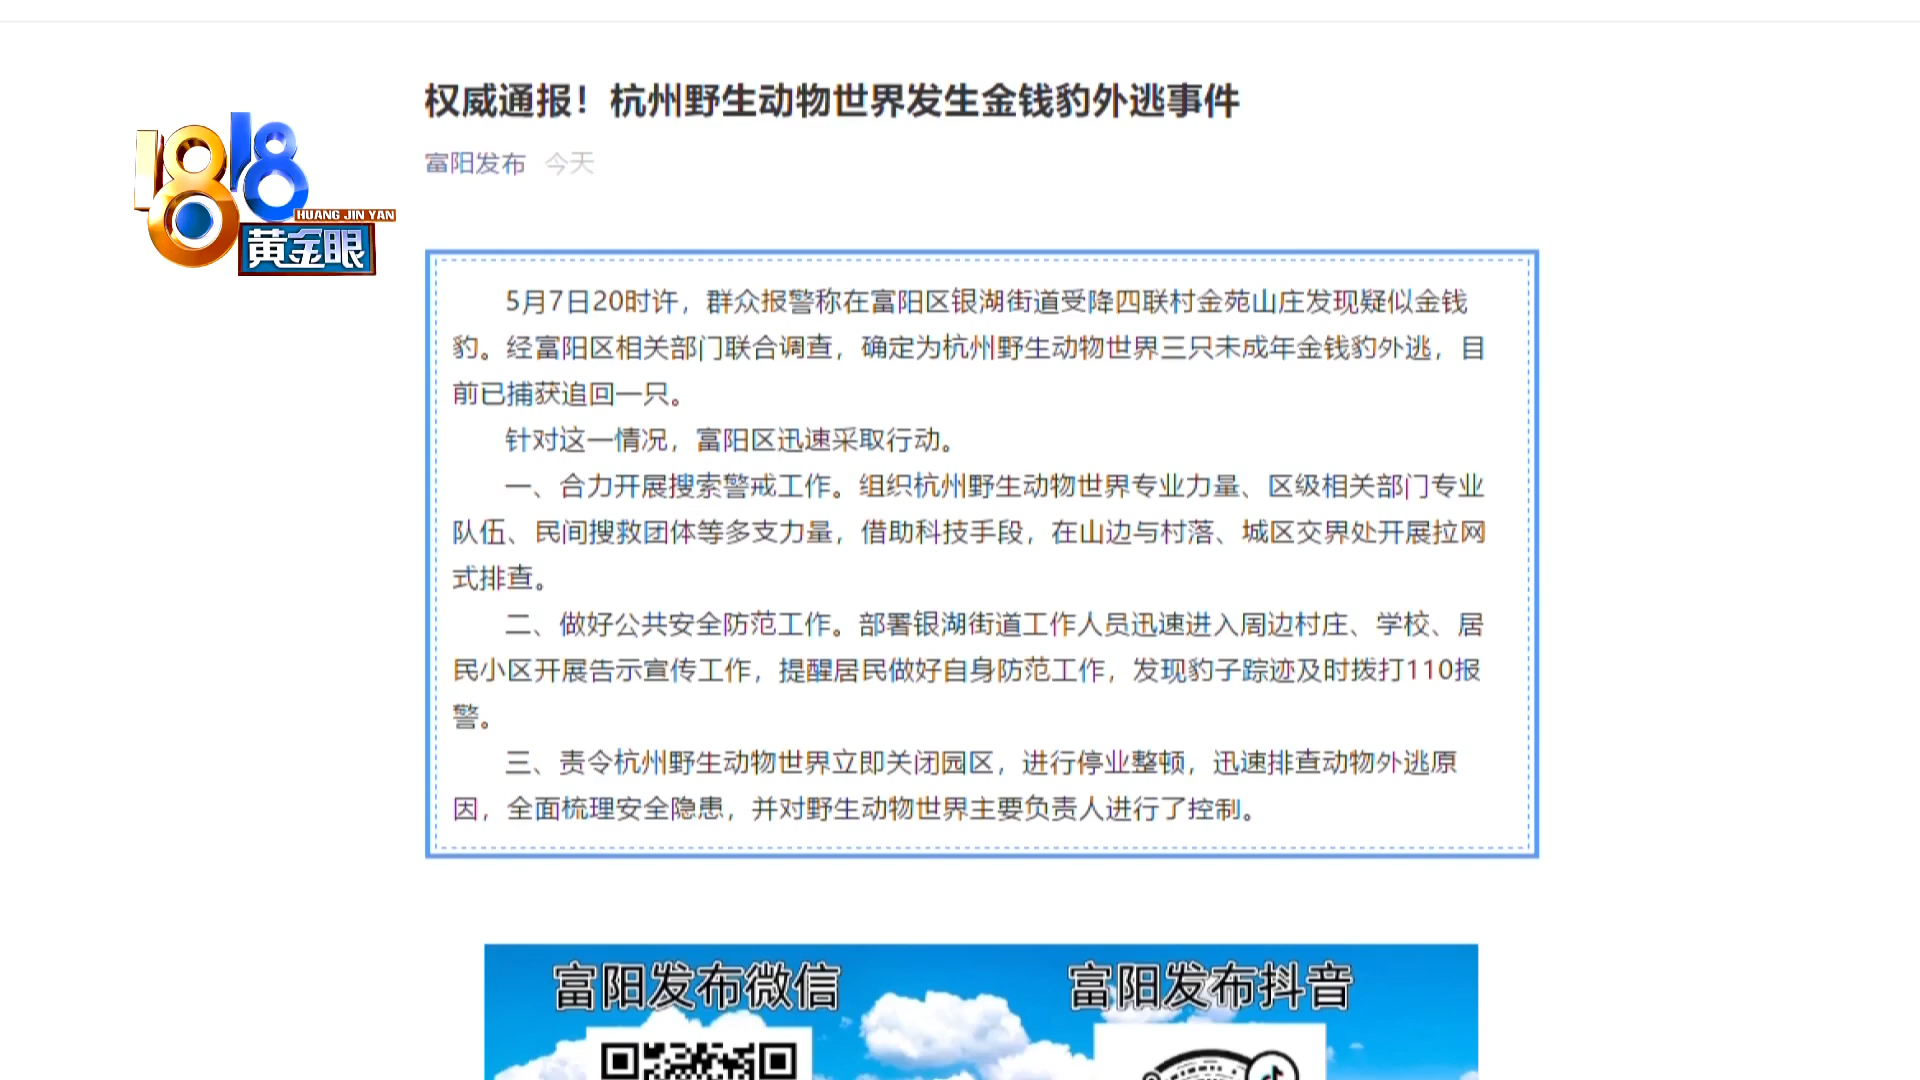 权威通报！杭州野生动物世界发生金钱豹外逃事件
富阳发布 今天
1818
HUANG JIN YAN
黄金眼
5月7日20时许，群众报警称在富阳区银湖街道受降四联村金苑山庄发现疑似金钱
豹。经富阳区相关部门联合调查，确定为杭州野生动物世界三只未成年金钱豹外逃，目
前已捕获追回一只。
针对这一情况，富阳区迅速采取行动。
一、合力开展搜索警戒工作。组织杭州野生动物世界专业力量、区级相关部门专业
队伍、民间搜救团体等多支力量，借助科技手段，在山边与村落、城区交界处开展拉网
式排查。
二、做好公共安全防范工作。部署银湖街道工作人员迅速进入周边村庄、学校、居
民小区开展告示宣传工作，提醒居民做好自身防范工作，发现豹子踪迹及时拨打110报
警。
三、责令杭州野生动物世界立即关闭园区，进行停业整顿，迅速排查动物外逃原
因，全面梳理安全隐患，并对野生动物世界主要负责人进行了控制。
富阳发布微信
富阳发布抖音